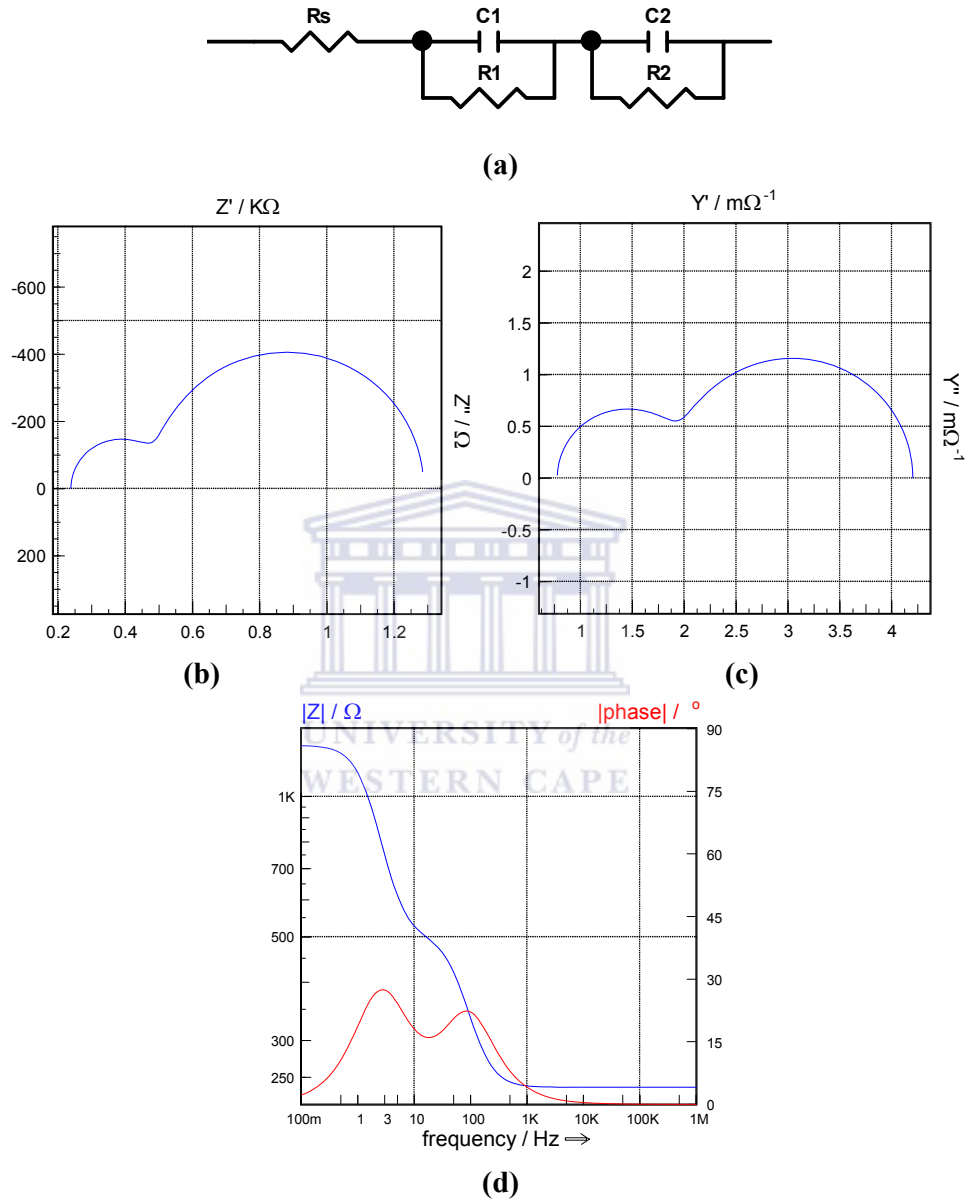 Rs C1 C2
R1 R2
(a)
Z' / KΩ
-600
-400
-200
0
200
0.2 0.4 0.6 0.8 1 1.2
Z" / Ω
(b)
Y' / mΩ⁻¹
2
1.5
1
0.5
0
-0.5
-1
1 1.5 2 2.5 3 3.5 4
Y" / mΩ⁻¹
(c)
UNIVERSITY of the
WESTERN CAPE
|Z| / Ω
|phase| / °
1K
700
500
300
250
90
75
60
45
30
15
0
100m 1 3 10 100 1K 10K 100K 1M
frequency / Hz ⇒
(d)